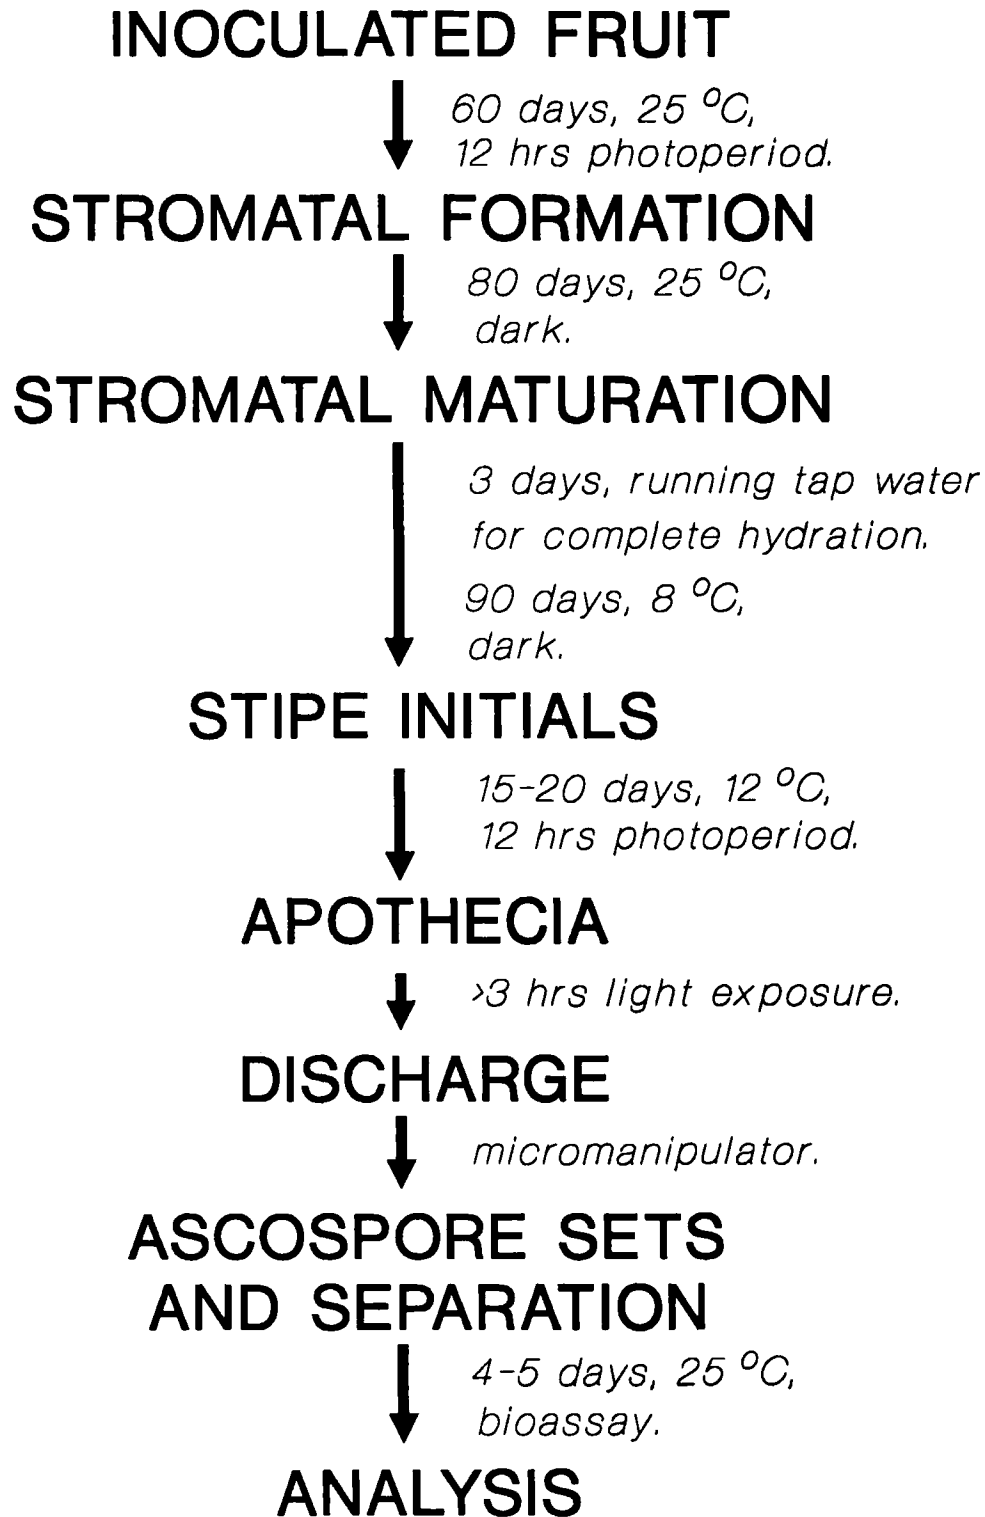 INOCULATED FRUIT
60 days, 25 °C,
12 hrs photoperiod.
STROMATAL FORMATION
80 days, 25 °C,
dark.
STROMATAL MATURATION
3 days, running tap water
for complete hydration.
90 days, 8 °C,
dark.
STIPE INITIALS
15-20 days, 12 °C,
12 hrs photoperiod.
APOTHECIA
>3 hrs light exposure.
DISCHARGE
micromanipulator.
ASCOSPORE SETS
AND SEPARATION
4-5 days, 25 °C,
bioassay.
ANALYSIS